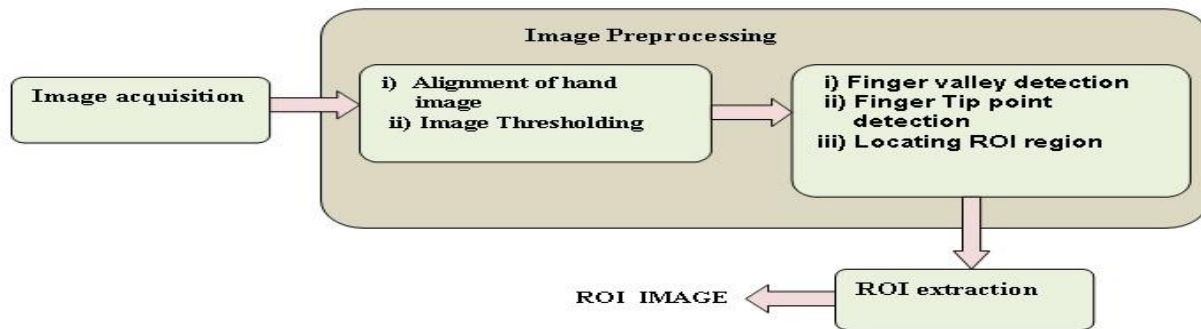 Image Preprocessing
Image acquisition
i) Alignment of hand
image
ii) Image Thresholding
i) Finger valley detection
ii) Finger Tip point
detection
iii) Locating ROI region
ROI extraction
ROI IMAGE